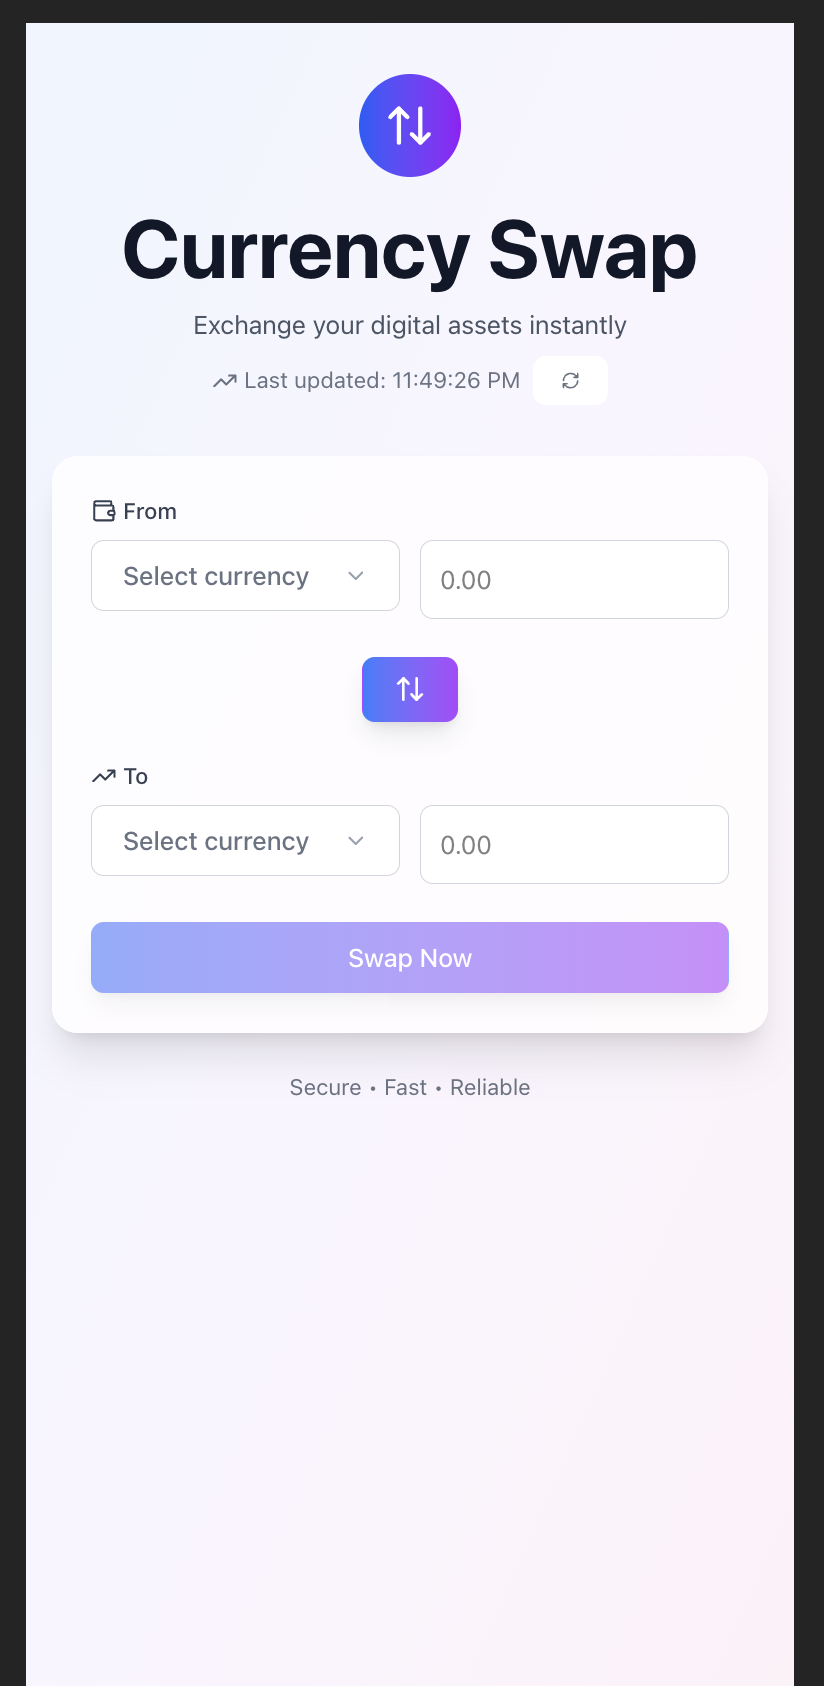 Currency Swap
Exchange your digital assets instantly
Last updated: 11:49:26 PM
From
Select currency
0.00
To
Select currency
0.00
Swap Now
Secure • Fast • Reliable